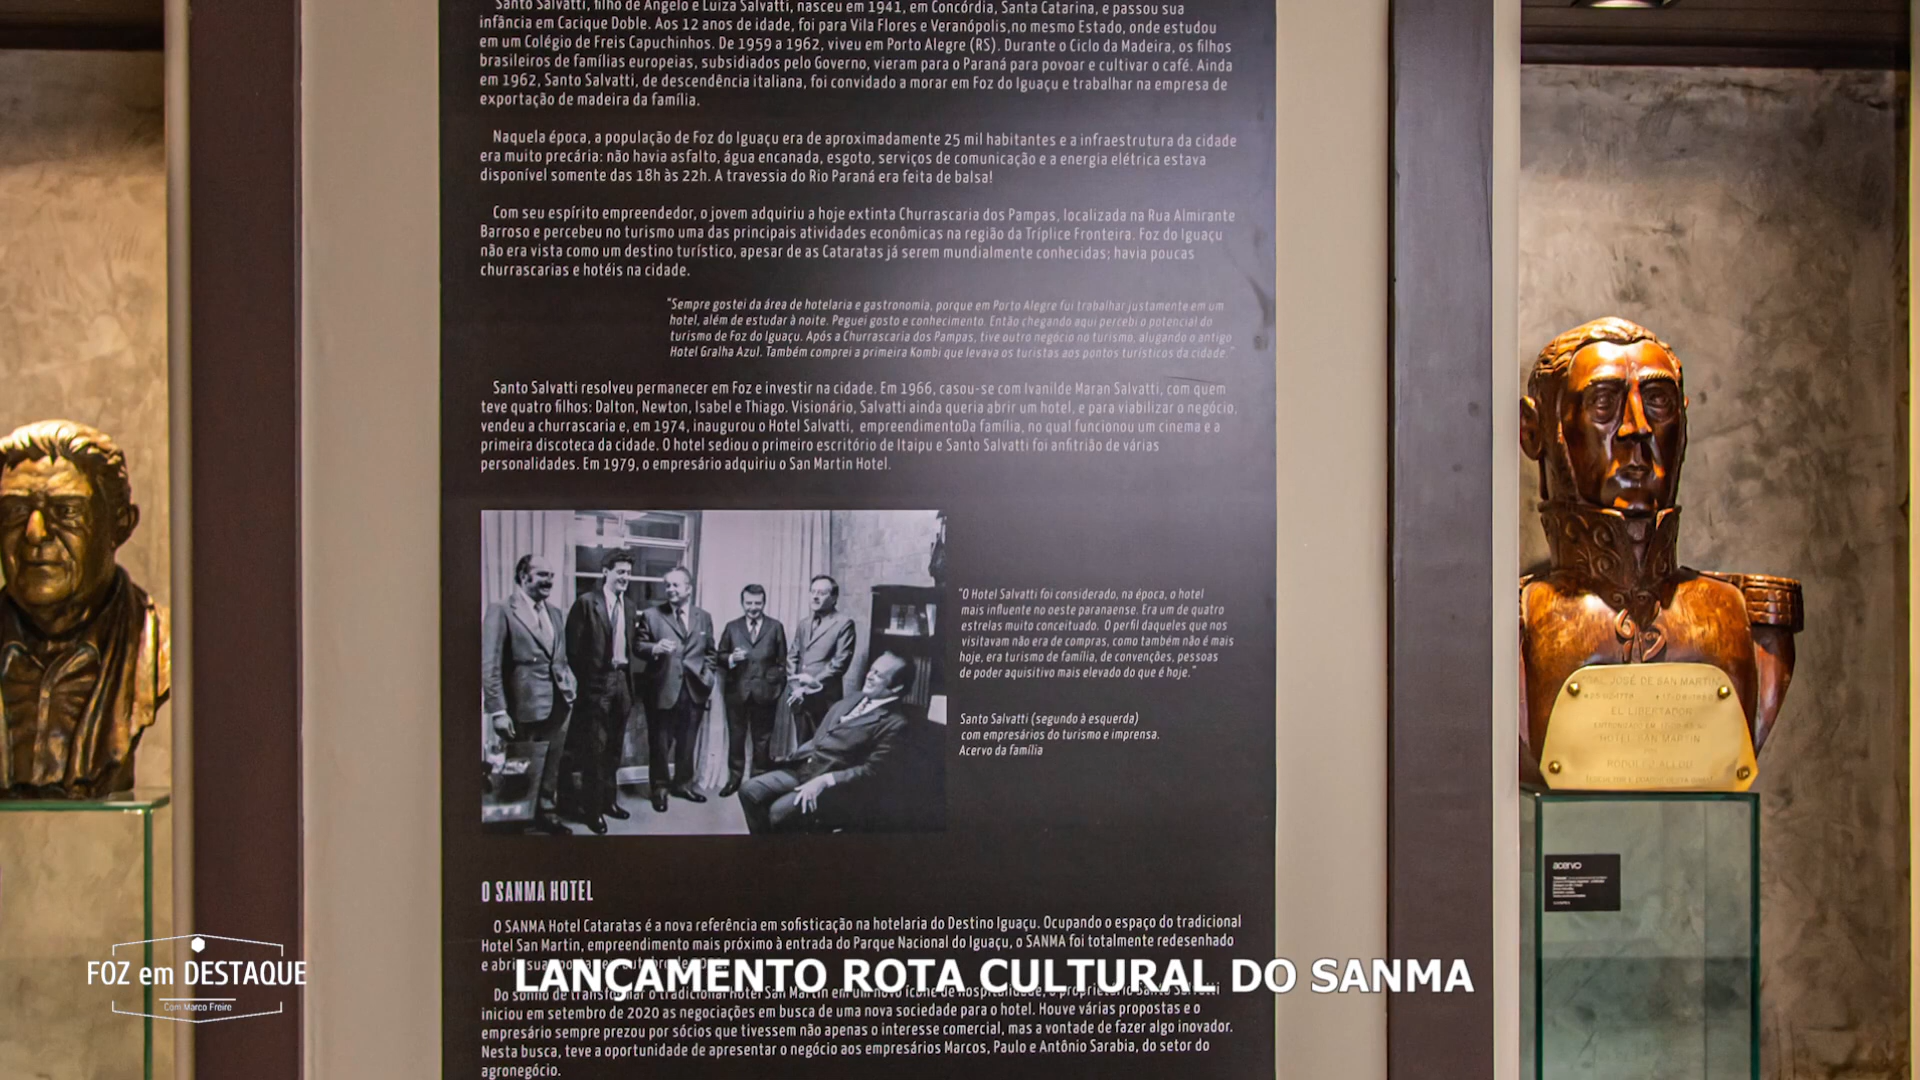 Santo Salvatti, filho de Angelo e Luiza Salvatti, nasceu em 1941, em Concórdia, Santa Catarina, e passou sua
infância em Cacique Doble. Aos 12 anos de idade, foi para Vila Flores e Veranópolis,no mesmo Estado, onde estudou
em um Colégio de Freis Capuchinhos. De 1959 a 1962, viveu em Porto Alegre (RS). Durante o Ciclo da Madeira, os filhos
brasileiros de famílias europeias, subsidiados pelo Governo, vieram para o Paraná para povoar e cultivar o café. Ainda
em 1962, Santo Salvatti, de descendência italiana, foi convidado a morar em Foz do Iguaçu e trabalhar na empresa de
exportação de madeira da família.
Naquela época, a população de Foz do Iguaçu era de aproximadamente 25 mil habitantes e a infraestrutura da cidade
era muito precária: não havia asfalto, água encanada, esgoto, serviços de comunicação e a energia elétrica estava
disponível somente das 18h às 22h. A travessia do Rio Paraná era feita de balsa!
Com seu espírito empreendedor, o jovem adquiriu a hoje extinta Churrascaria dos Pampas, localizada na Rua Almirante
Barroso e percebeu no turismo uma das principais atividades econômicas na região da Tríplice Fronteira. Foz do Iguaçu
não era vista como um destino turístico, apesar de as Cataratas já serem mundialmente conhecidas; havia poucas
churrascarias e hotéis na cidade.
"Sempre gostei da área de hotelaria e gastronomia, porque em Porto Alegre fui trabalhar justamente em um
hotel, além de estudar à noite. Peguei gosto e conhecimento. Então chegando aqui percebi o potencial do
turismo de Foz do Iguaçu. Após a Churrascaria dos Pampas, tive outro negócio no turismo, alugando o antigo
Hotel Gralha Azul. Também comprei a primeira Kombi que levava os turistas aos pontos turísticos da cidade."
Santo Salvatti resolveu permanecer em Foz e investir na cidade. Em 1966, casou-se com Ivanilde Maran Salvatti, com quem
teve quatro filhos: Dalton, Newton, Isabel e Thiago. Visionário, Salvatti ainda queria abrir um hotel, e para viabilizar o negócio,
vendeu a churrascaria e, em 1974, inaugurou o Hotel Salvatti, empreendimentoDa família, no qual funcionou um cinema e a
primeira discoteca da cidade. O hotel sediou o primeiro escritório de Itaipu e Santo Salvatti foi anfitrião de várias
personalidades. Em 1979, o empresário adquiriu o San Martin Hotel.
"O Hotel Salvatti foi considerado, na época, o hotel
mais influente no oeste paranaense. Era um de quatro
estrelas muito conceituado. O perfil daqueles que nos
visitavam não era de compras, como também não é mais
hoje, era turismo de família, de convenções, pessoas
de poder aquisitivo mais elevado do que é hoje."
Santo Salvatti (segundo à esquerda)
com empresários do turismo e imprensa.
Acervo da família
O SANMA HOTEL
O SANMA Hotel Cataratas é a nova referência em sofisticação na hotelaria do Destino Iguaçu. Ocupando o espaço do tradicional
Hotel San Martin, empreendimento mais próximo à entrada do Parque Nacional do Iguaçu, o SANMA foi totalmente redesenhado
Do sonho de transformar o tradicional hotel San Martin em um novo ícone de hospitalidade, o proprietário Santo Salvatti
iniciou em setembro de 2020 as negociações em busca de uma nova sociedade para o hotel. Houve várias propostas e o
empresário sempre prezou por sócios que tivessem não apenas o interesse comercial, mas a vontade de fazer algo inovador.
Nesta busca, teve a oportunidade de apresentar o negócio aos empresários Marcos, Paulo e Antônio Sarabia, do setor do
agronegócio.
GRAL JOSÉ DE SAN MARTIN
EL LIBERTADOR
HOTEL SAN MARTIN
RODOLFO ALLOU
acervo
FOZ em DESTAQUE
Com Marco Freire
LANÇAMENTO ROTA CULTURAL DO SANMA